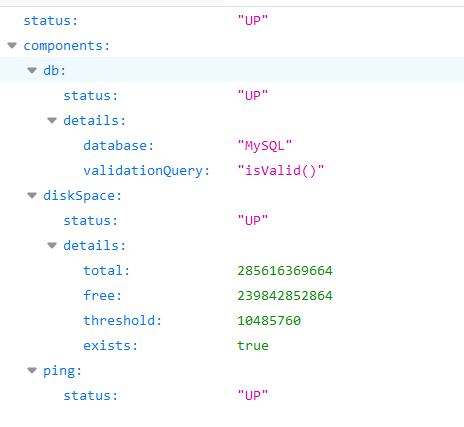 status: "UP"
components:
db:
status: "UP"
details:
database: "MySQL"
validationQuery: "isValid()"
diskSpace:
status: "UP"
details:
total: 285616369664
free: 239842852864
threshold: 10485760
exists: true
ping:
status: "UP"